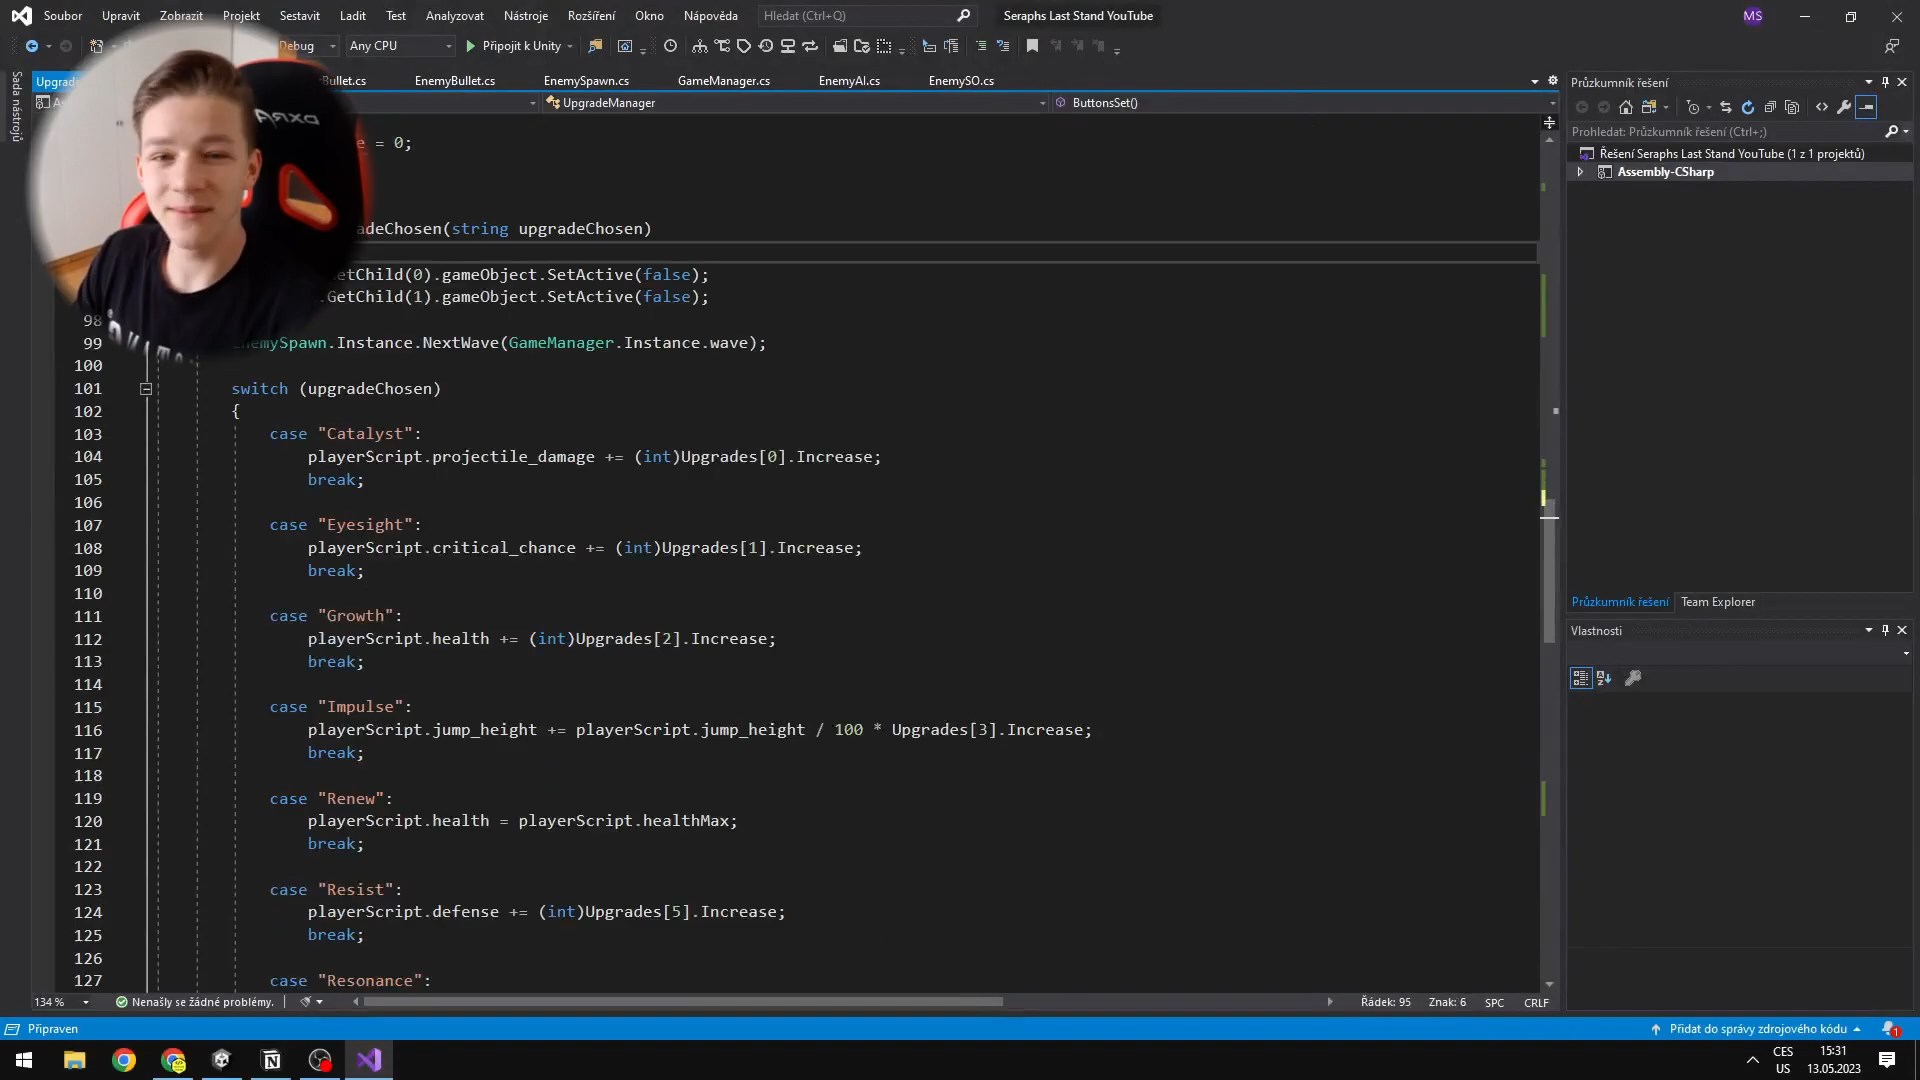 Soubor Upravit Zobrazit Projekt Sestavit Ladit Test Analyzovat Nástroje Rozšíření Okno Nápověda Hledat (Ctrl+Q) Seraphs Last Stand YouTube MS
Debug Any CPU Připojit k Unity
Sada nástrojů
Bullet.cs EnemyBullet.cs EnemySpawn.cs GameManager.cs EnemyAI.cs EnemySO.cs
UpgradeManager ButtonsSet()
= 0;
adeChosen(string upgradeChosen)
etChild(0).gameObject.SetActive(false);
.GetChild(1).gameObject.SetActive(false);
98
99 EnemySpawn.Instance.NextWave(GameManager.Instance.wave);
100
101 switch (upgradeChosen)
102 {
103 case "Catalyst":
104 playerScript.projectile_damage += (int)Upgrades[0].Increase;
105 break;
106
107 case "Eyesight":
108 playerScript.critical_chance += (int)Upgrades[1].Increase;
109 break;
110
111 case "Growth":
112 playerScript.health += (int)Upgrades[2].Increase;
113 break;
114
115 case "Impulse":
116 playerScript.jump_height += playerScript.jump_height / 100 * Upgrades[3].Increase;
117 break;
118
119 case "Renew":
120 playerScript.health = playerScript.healthMax;
121 break;
122
123 case "Resist":
124 playerScript.defense += (int)Upgrades[5].Increase;
125 break;
126
127 case "Resonance":
134 % Nenašly se žádné problémy. Řádek: 95 Znak: 6 SPC CRLF
Průzkumník řešení
Prohledat: Průzkumník řešení (Ctrl+;)
Řešení Seraphs Last Stand YouTube (1 z 1 projektů)
Assembly-CSharp
Průzkumník řešení Team Explorer
Vlastnosti
Připraven Přidat do správy zdrojového kódu 1
CES 15:31
US 13.05.2023